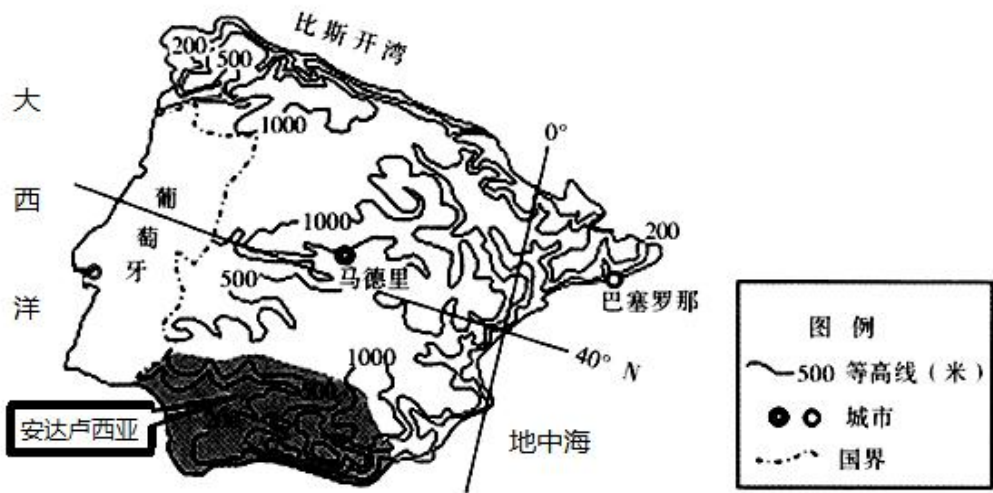 比斯开湾
200
500
大
西
洋
1000
0°
葡
萄
牙
1000
马德里
500
200
巴塞罗那
40° N
1000
安达卢西亚
地中海
图 例
500 等高线（米）
城市
国界